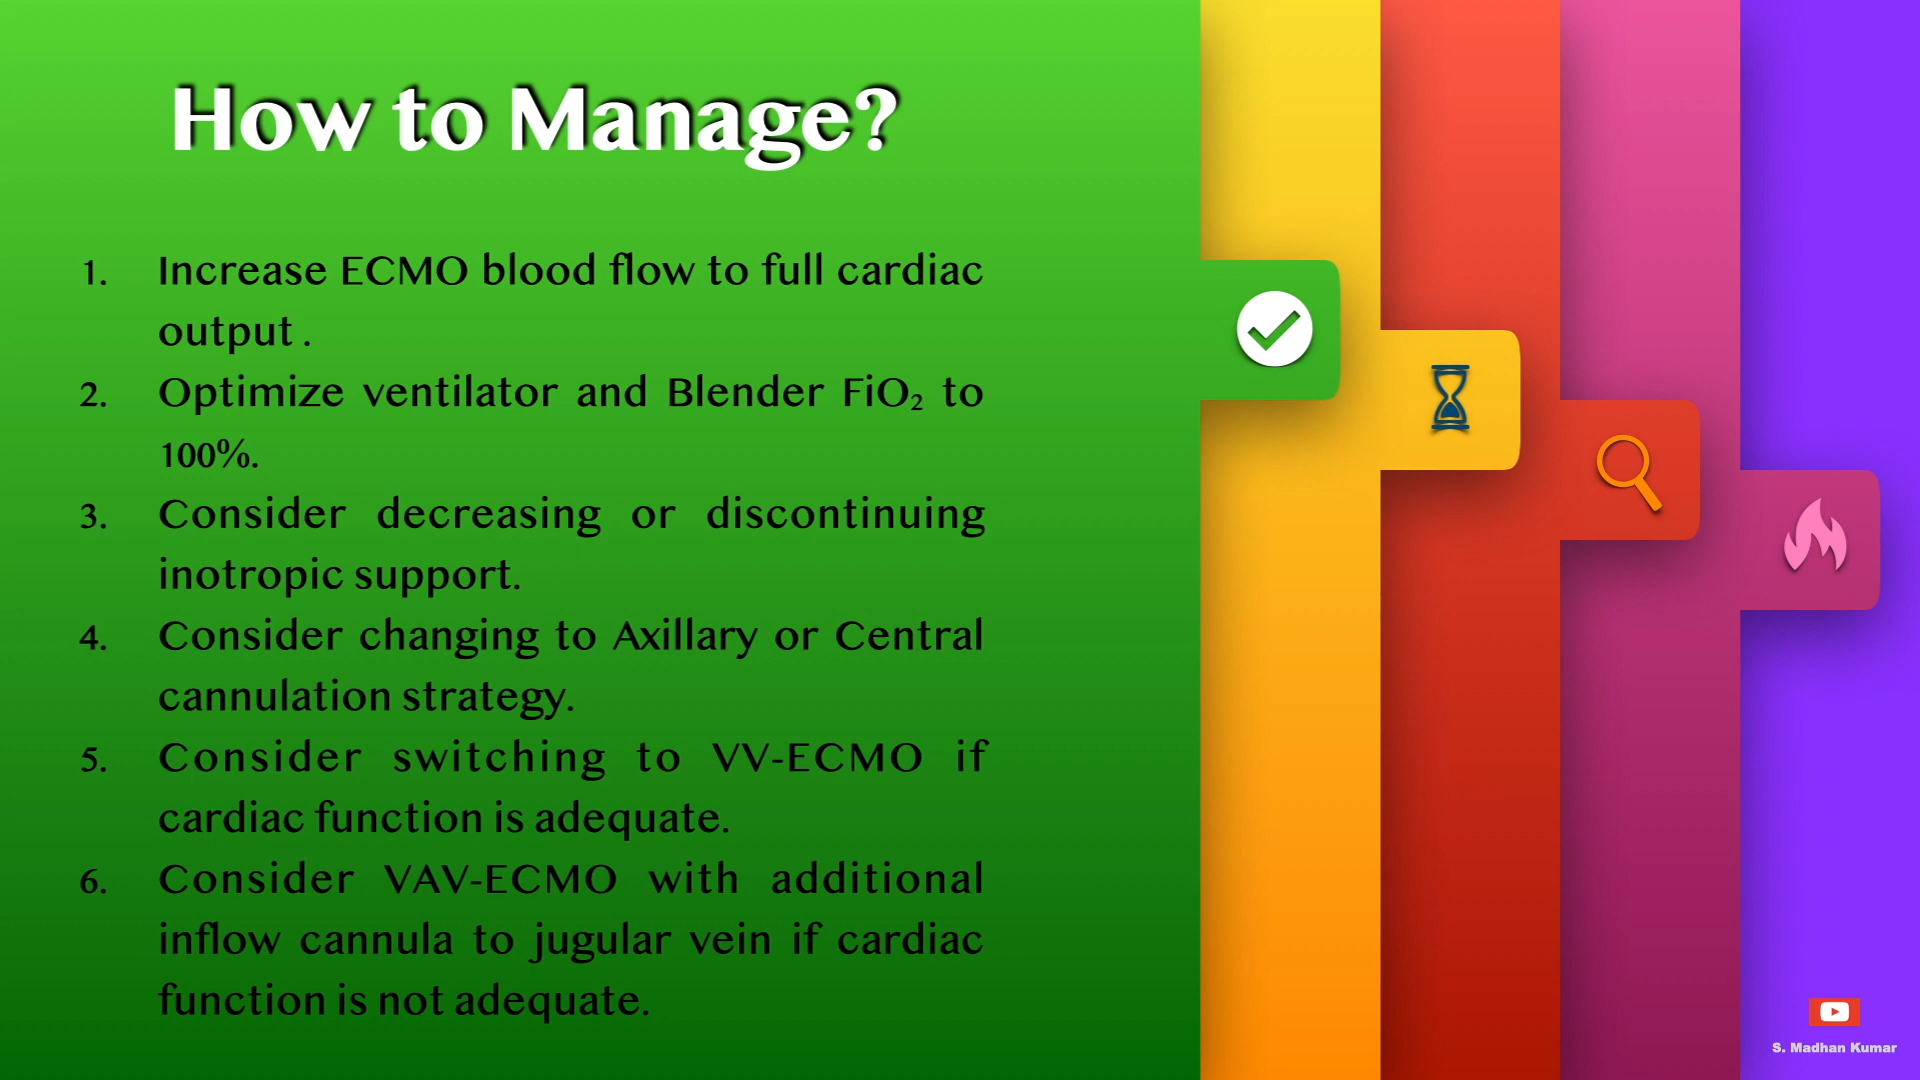 How to Manage?
1. Increase ECMO blood flow to full cardiac
output .
2. Optimize ventilator and Blender FiO₂ to
100%.
3. Consider decreasing or discontinuing
inotropic support.
4. Consider changing to Axillary or Central
cannulation strategy.
5. Consider switching to VV-ECMO if
cardiac function is adequate.
6. Consider VAV-ECMO with additional
inflow cannula to jugular vein if cardiac
function is not adequate.
S. Madhan Kumar